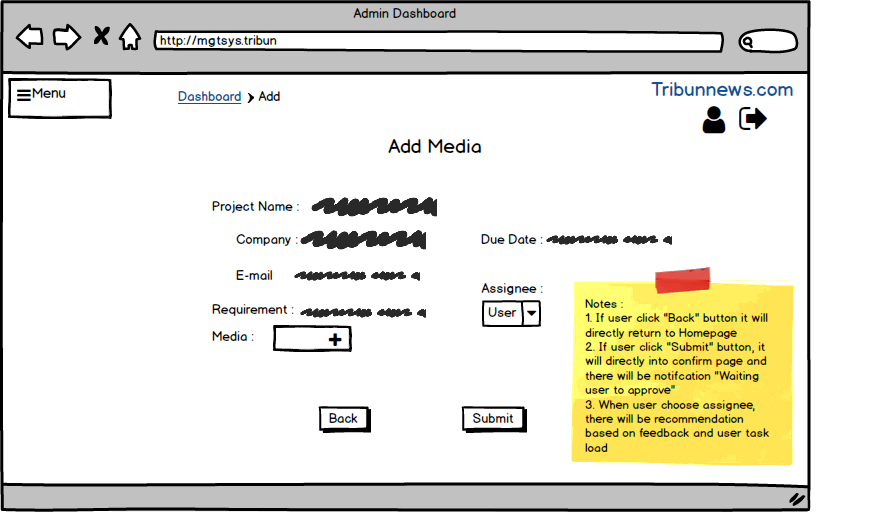 Admin Dashboard
http://mgtsys.tribun
Menu
Dashboard Add
Tribunnews.com
Add Media
Project Name :
Company :
Due Date :
E-mail
Assignee :
Requirement :
User
Media :
Back
Submit
Notes :
1. If user click "Back" button it will
directly return to Homepage
2. If user click "Submit" button, it
will directly into confirm page and
there will be notifcation "Waiting
user to approve"
3. When user choose assignee,
there will be recommendation
based on feedback and user task
load